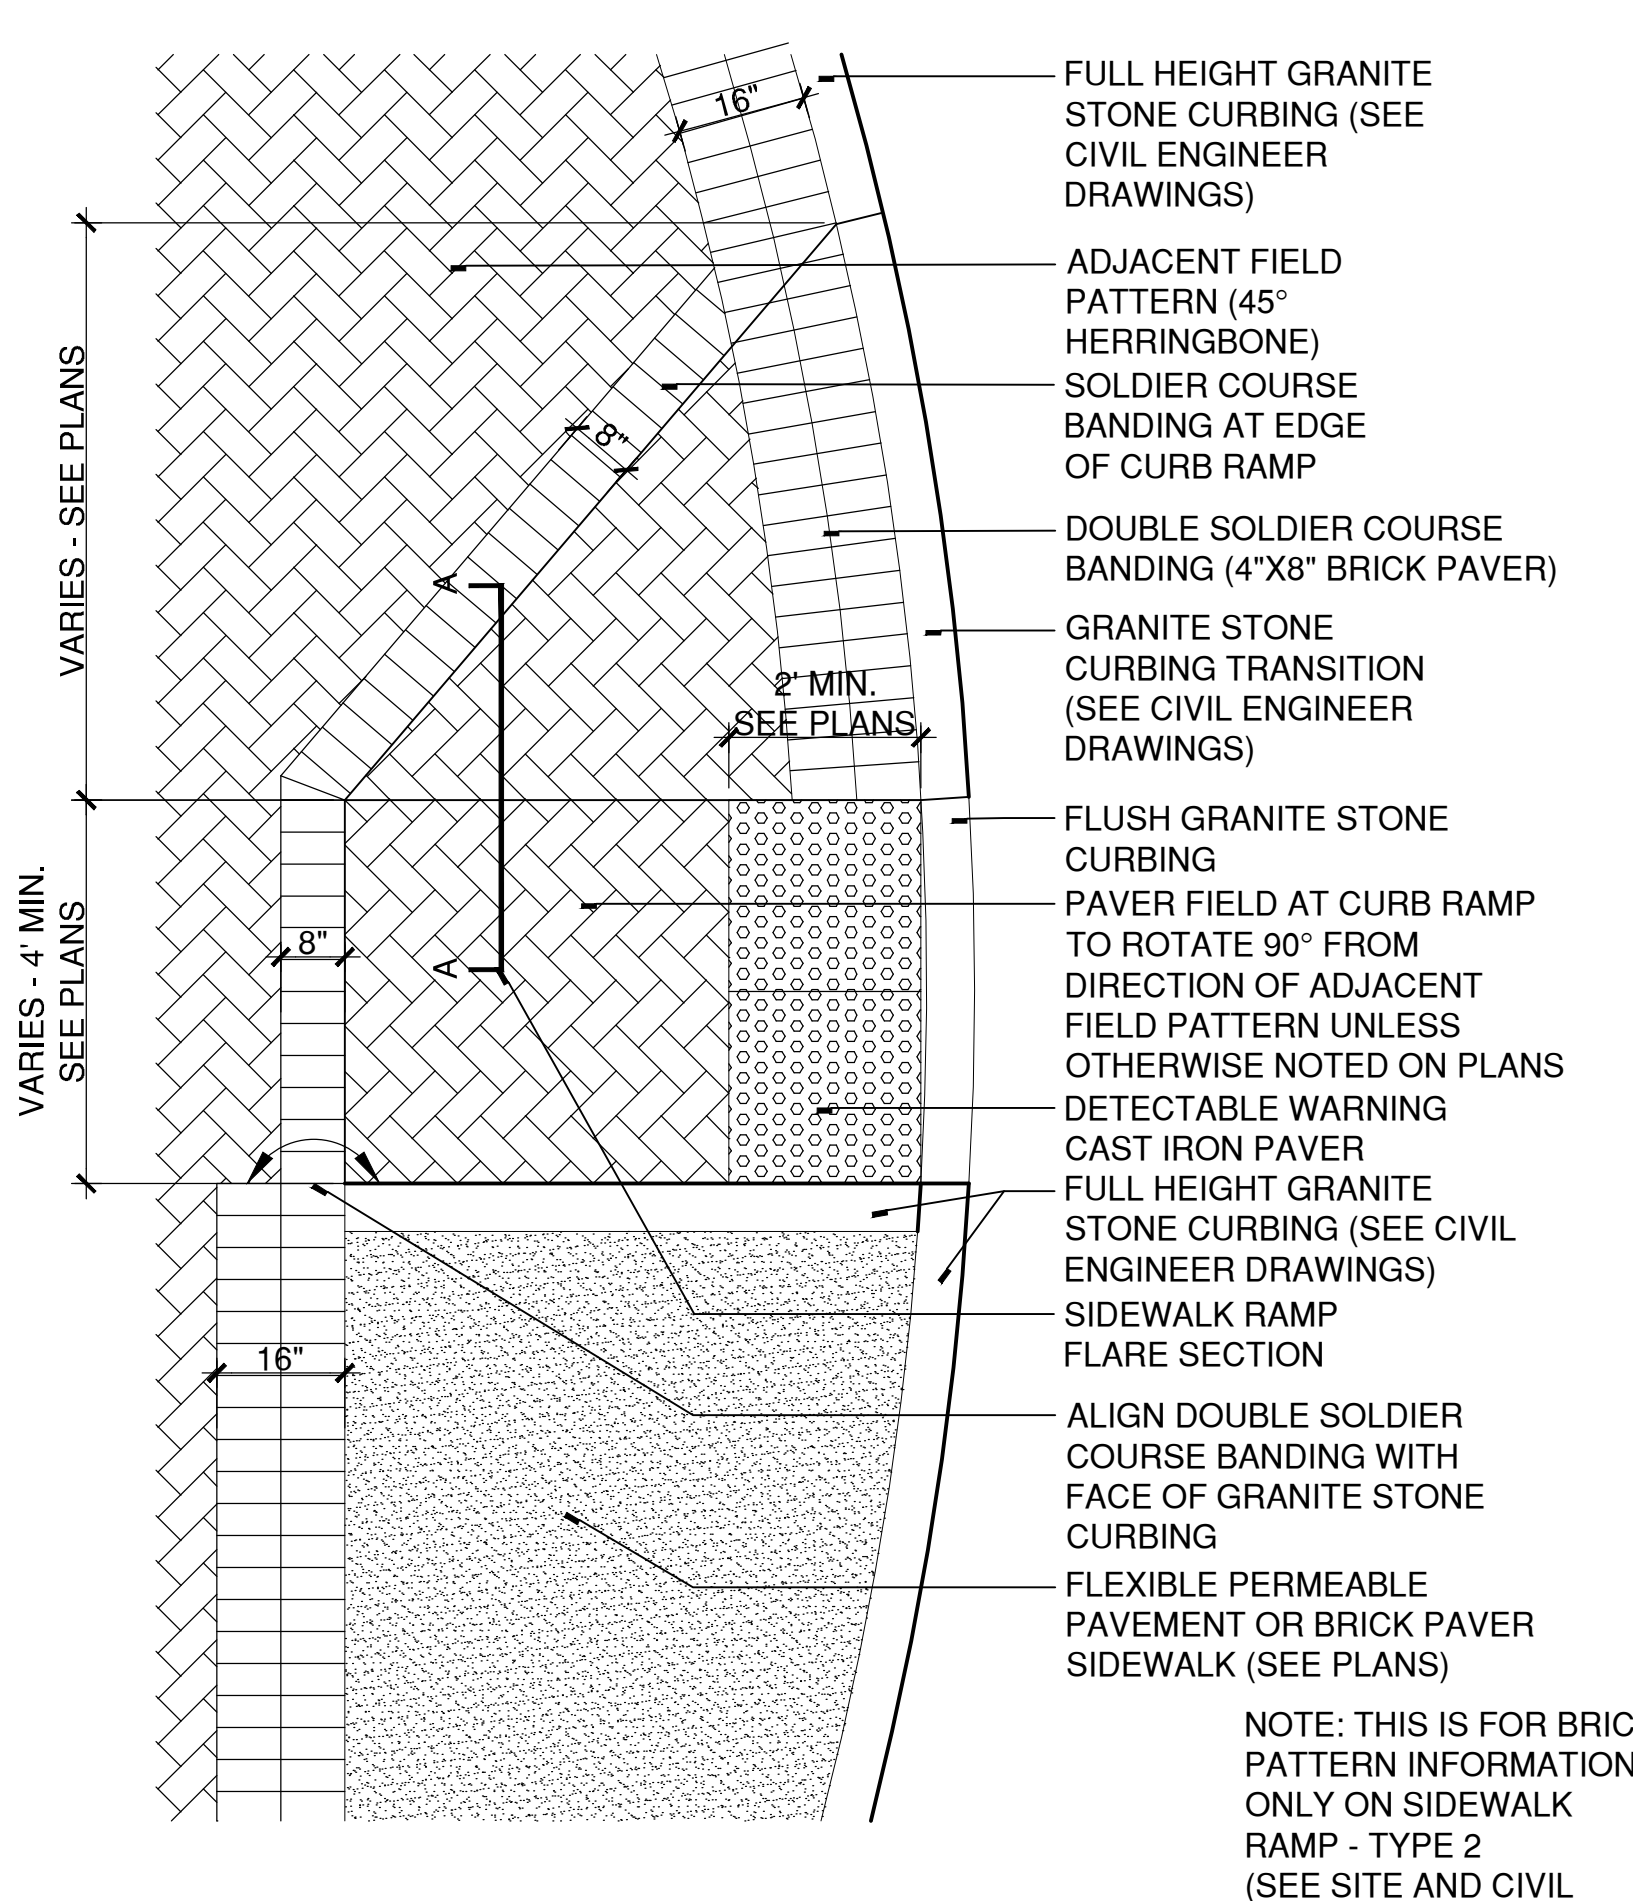 16"
FULL HEIGHT GRANITE
STONE CURBING (SEE
CIVIL ENGINEER
DRAWINGS)
ADJACENT FIELD
PATTERN (45°
HERRINGBONE)
SOLDIER COURSE
BANDING AT EDGE
OF CURB RAMP
8"
VARIES - SEE PLANS
DOUBLE SOLDIER COURSE
BANDING (4"X8" BRICK PAVER)
A
GRANITE STONE
CURBING TRANSITION
(SEE CIVIL ENGINEER
DRAWINGS)
2' MIN.
SEE PLANS
FLUSH GRANITE STONE
CURBING
VARIES - 4' MIN.
SEE PLANS
8"
A
PAVER FIELD AT CURB RAMP
TO ROTATE 90° FROM
DIRECTION OF ADJACENT
FIELD PATTERN UNLESS
OTHERWISE NOTED ON PLANS
DETECTABLE WARNING
CAST IRON PAVER
FULL HEIGHT GRANITE
STONE CURBING (SEE CIVIL
ENGINEER DRAWINGS)
SIDEWALK RAMP
FLARE SECTION
16"
ALIGN DOUBLE SOLDIER
COURSE BANDING WITH
FACE OF GRANITE STONE
CURBING
FLEXIBLE PERMEABLE
PAVEMENT OR BRICK PAVER
SIDEWALK (SEE PLANS)
NOTE: THIS IS FOR BRIC
PATTERN INFORMATION
ONLY ON SIDEWALK
RAMP - TYPE 2
(SEE SITE AND CIVIL